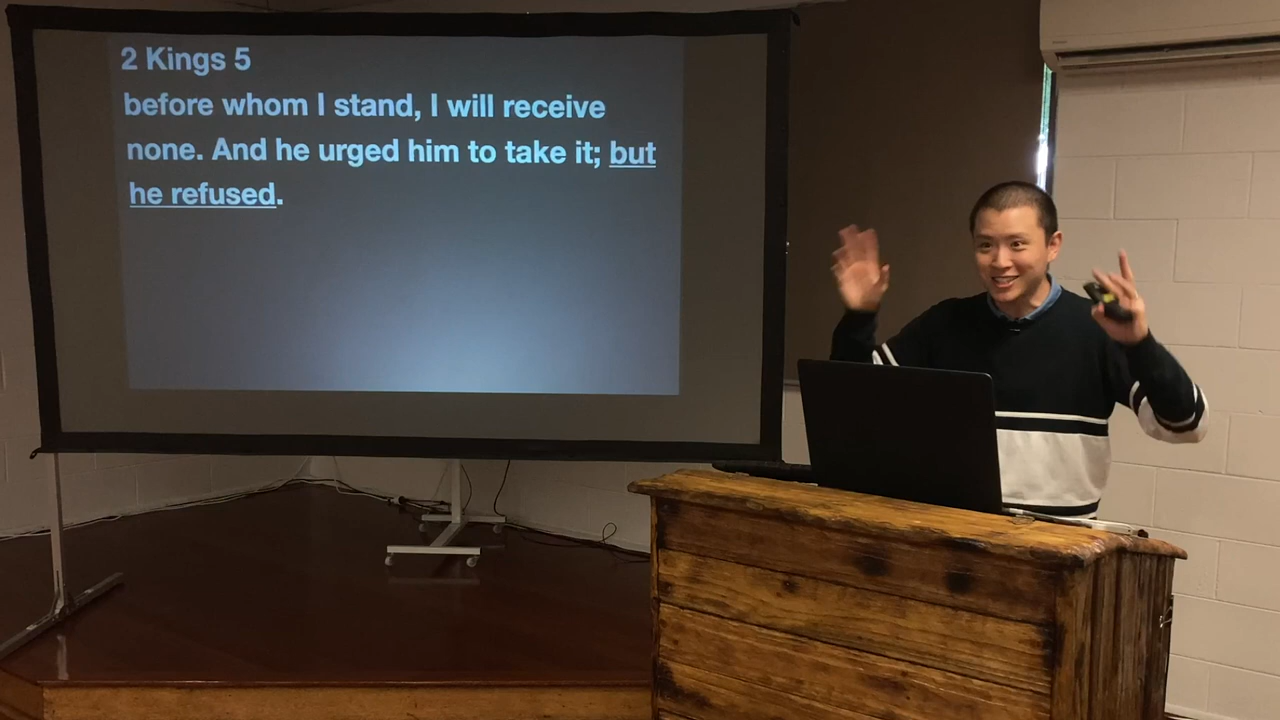 2 Kings 5
before whom I stand, I will receive
none. And he urged him to take it; but
he refused.